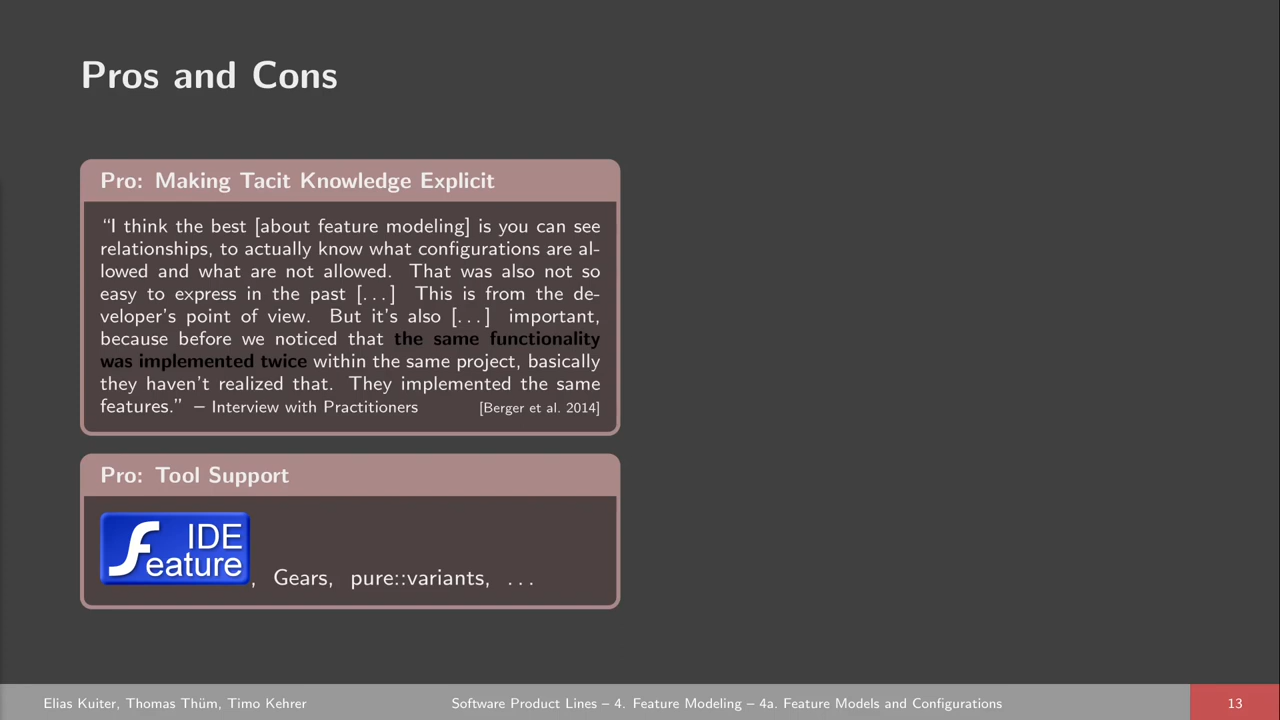 Pros and Cons
Pro: Making Tacit Knowledge Explicit
“I think the best [about feature modeling] is you can see
relationships, to actually know what configurations are al-
lowed and what are not allowed. That was also not so
easy to express in the past [...] This is from the de-
veloper’s point of view. But it’s also [...] important,
because before we noticed that the same functionality
was implemented twice within the same project, basically
they haven’t realized that. They implemented the same
features.” – Interview with Practitioners [Berger et al. 2014]
Pro: Tool Support
IDE
Feature
, Gears, pure::variants, ...
Elias Kuiter, Thomas Thüm, Timo Kehrer Software Product Lines – 4. Feature Modeling – 4a. Feature Models and Configurations 13